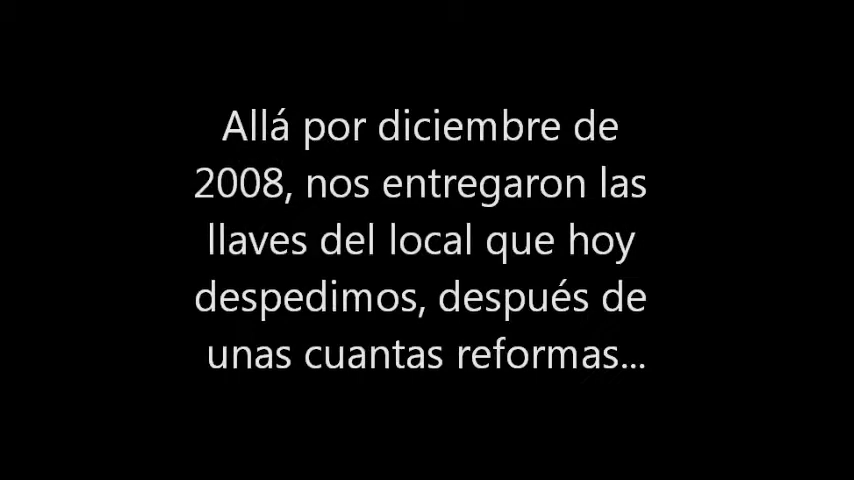 Allá por diciembre de
2008, nos entregaron las
llaves del local que hoy
despedimos, después de
unas cuantas reformas...